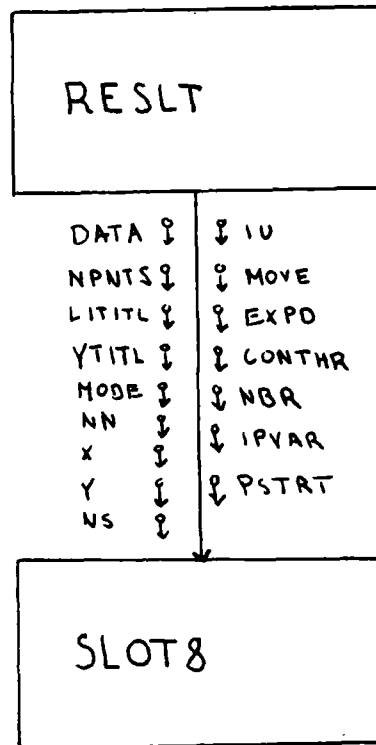 RESLT
DATA IU
NPNTS MOVE
LITITL EXPD
YTITL CONTHR
MODE NBR
NN IPVAR
X
Y PSTRT
NS
SLOT8